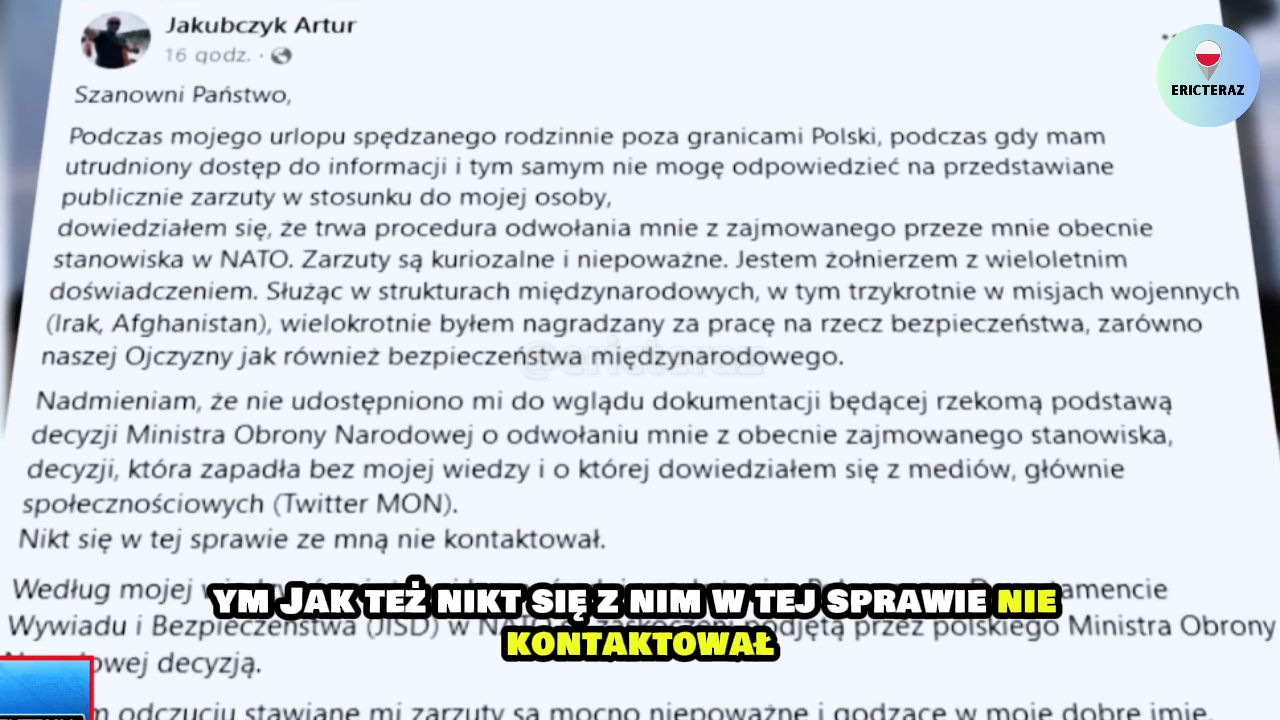 Jakubczyk Artur
16 godz.
ERICTERAZ
Szanowni Państwo,
Podczas mojego urlopu spędzanego rodzinnie poza granicami Polski, podczas gdy mam
utrudniony dostęp do informacji i tym samym nie mogę odpowiedzieć na przedstawiane
publicznie zarzuty w stosunku do mojej osoby,
dowiedziałem się, że trwa procedura odwołania mnie z zajmowanego przeze mnie obecnie
stanowiska w NATO. Zarzuty są kuriozalne i niepoważne. Jestem żołnierzem z wieloletnim
doświadczeniem. Służąc w strukturach międzynarodowych, w tym trzykrotnie w misjach wojennych
(Irak, Afghanistan), wielokrotnie byłem nagradzany za pracę na rzecz bezpieczeństwa, zarówno
naszej Ojczyzny jak również bezpieczeństwa międzynarodowego.
@ericteraz
Nadmieniam, że nie udostępniono mi do wglądu dokumentacji będącej rzekomą podstawą
decyzji Ministra Obrony Narodowej o odwołaniu mnie z obecnie zajmowanego stanowiska,
decyzji, która zapadła bez mojej wiedzy i o której dowiedziałem się z mediów, głównie
społecznościowych (Twitter MON).
Nikt się w tej sprawie ze mną nie kontaktował.
Według mojej
YM JAK TEŻ NIKT SIĘ Z NIM W TEJ SPRAWIE NIE
KONTAKTOWAŁ
Wywiadu i Bezpieczeństwa (JISD) w podjętą przez polskiego Ministra Obrony
decyzją.
odczuciu stawiane mi zarzuty są mocno niepoważne i godzące w moje dobre imię.